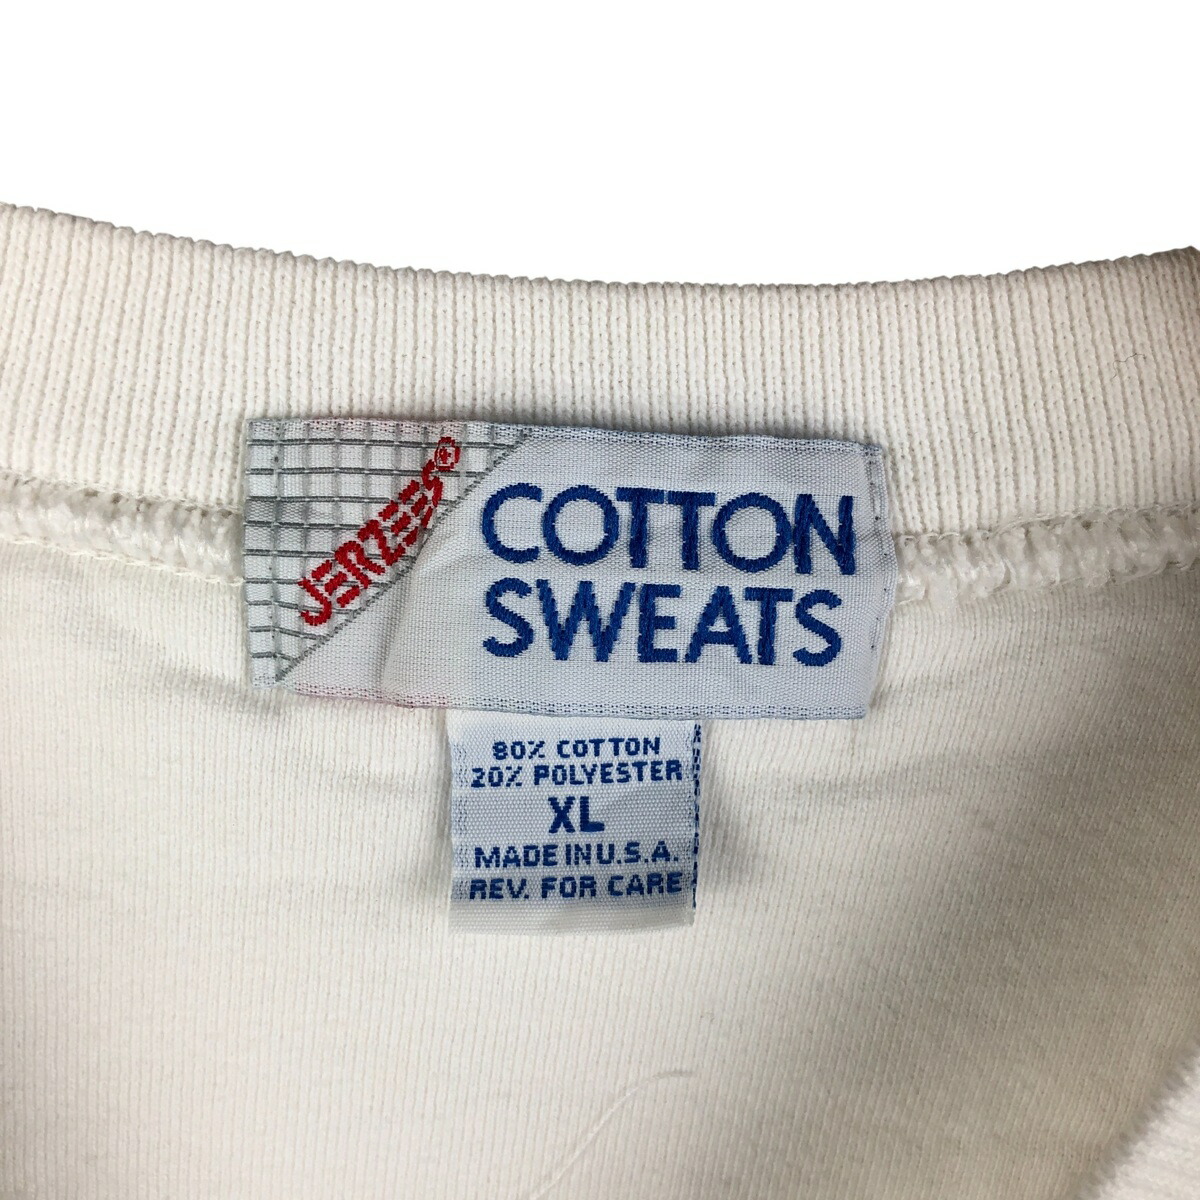 JERZEES®
COTTON
SWEATS
80% COTTON
20% POLYESTER
XL
MADE IN U.S.A.
REV. FOR CARE